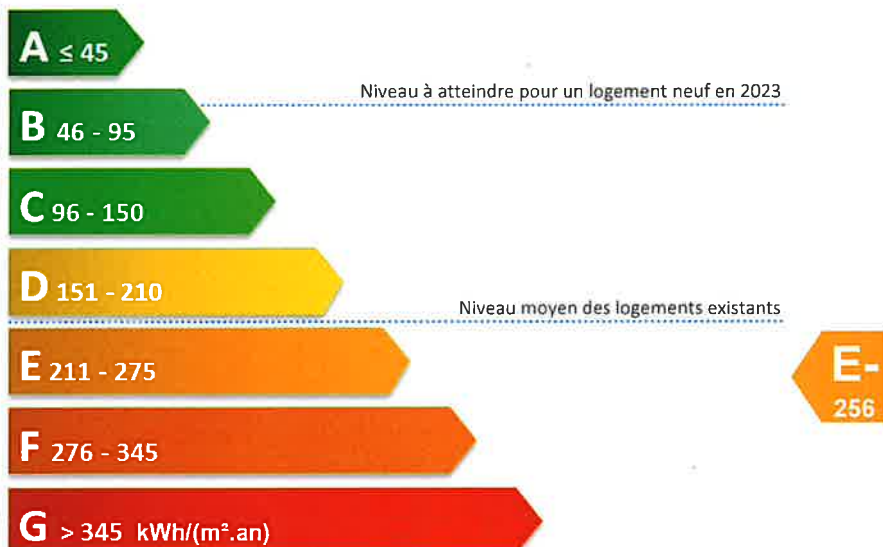 A ≤ 45
Niveau à atteindre pour un logement neuf en 2023
B 46 - 95
C 96 - 150
D 151 - 210
Niveau moyen des logements existants
E 211 - 275
E-
256
F 276 - 345
G > 345 kWh/(m².an)